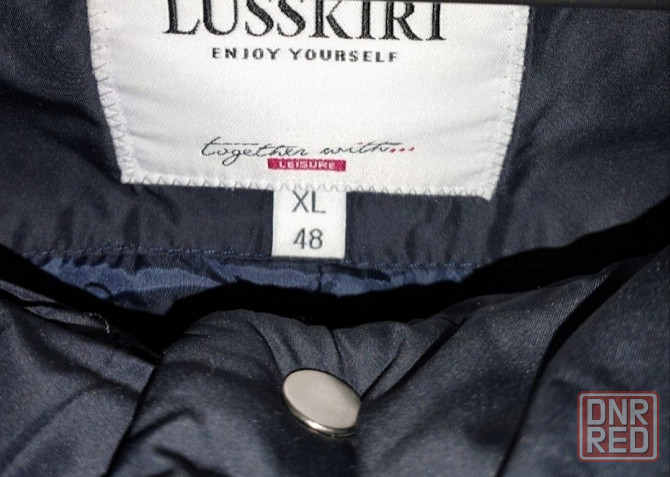 LUSSKIRI
ENJOY YOURSELF
together with...
LEISURE
XL
48
DNR
RED